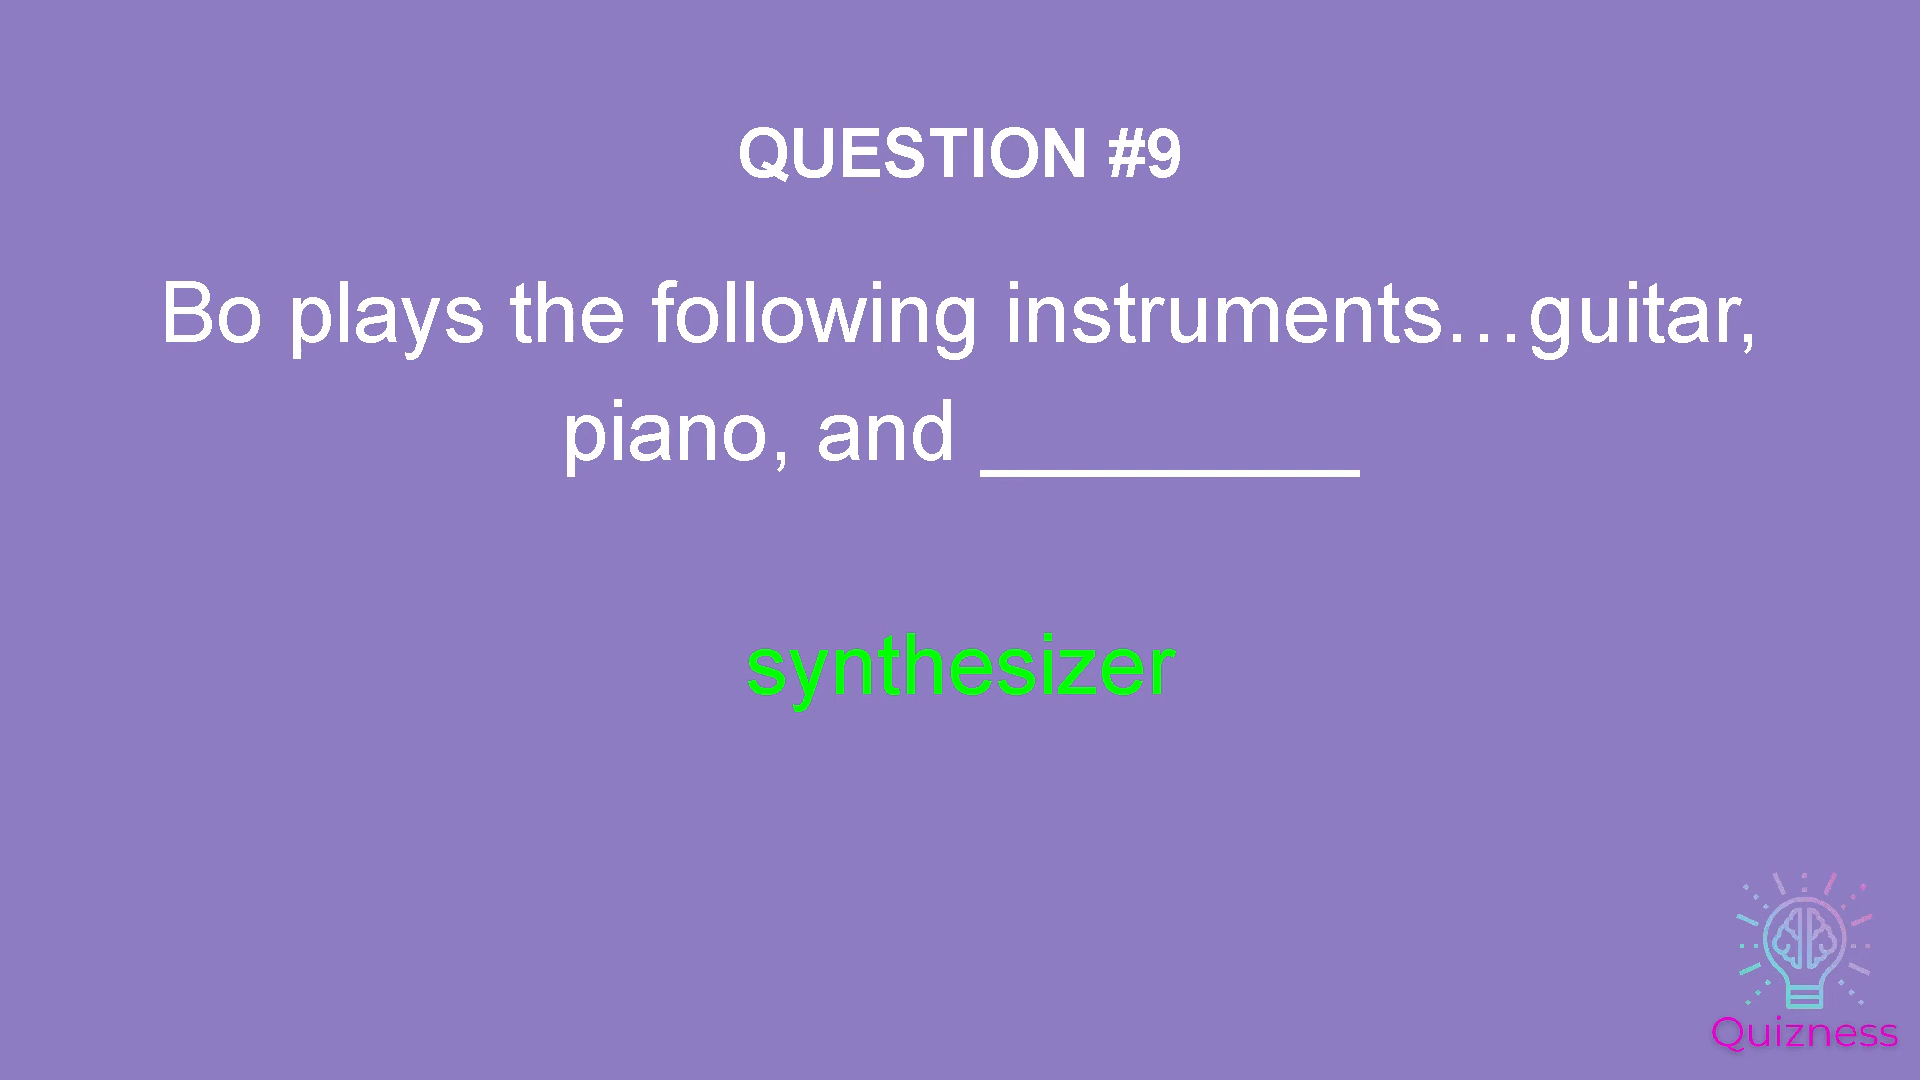 QUESTION #9
Bo plays the following instruments…guitar,
piano, and _________
synthesizer
Quizness